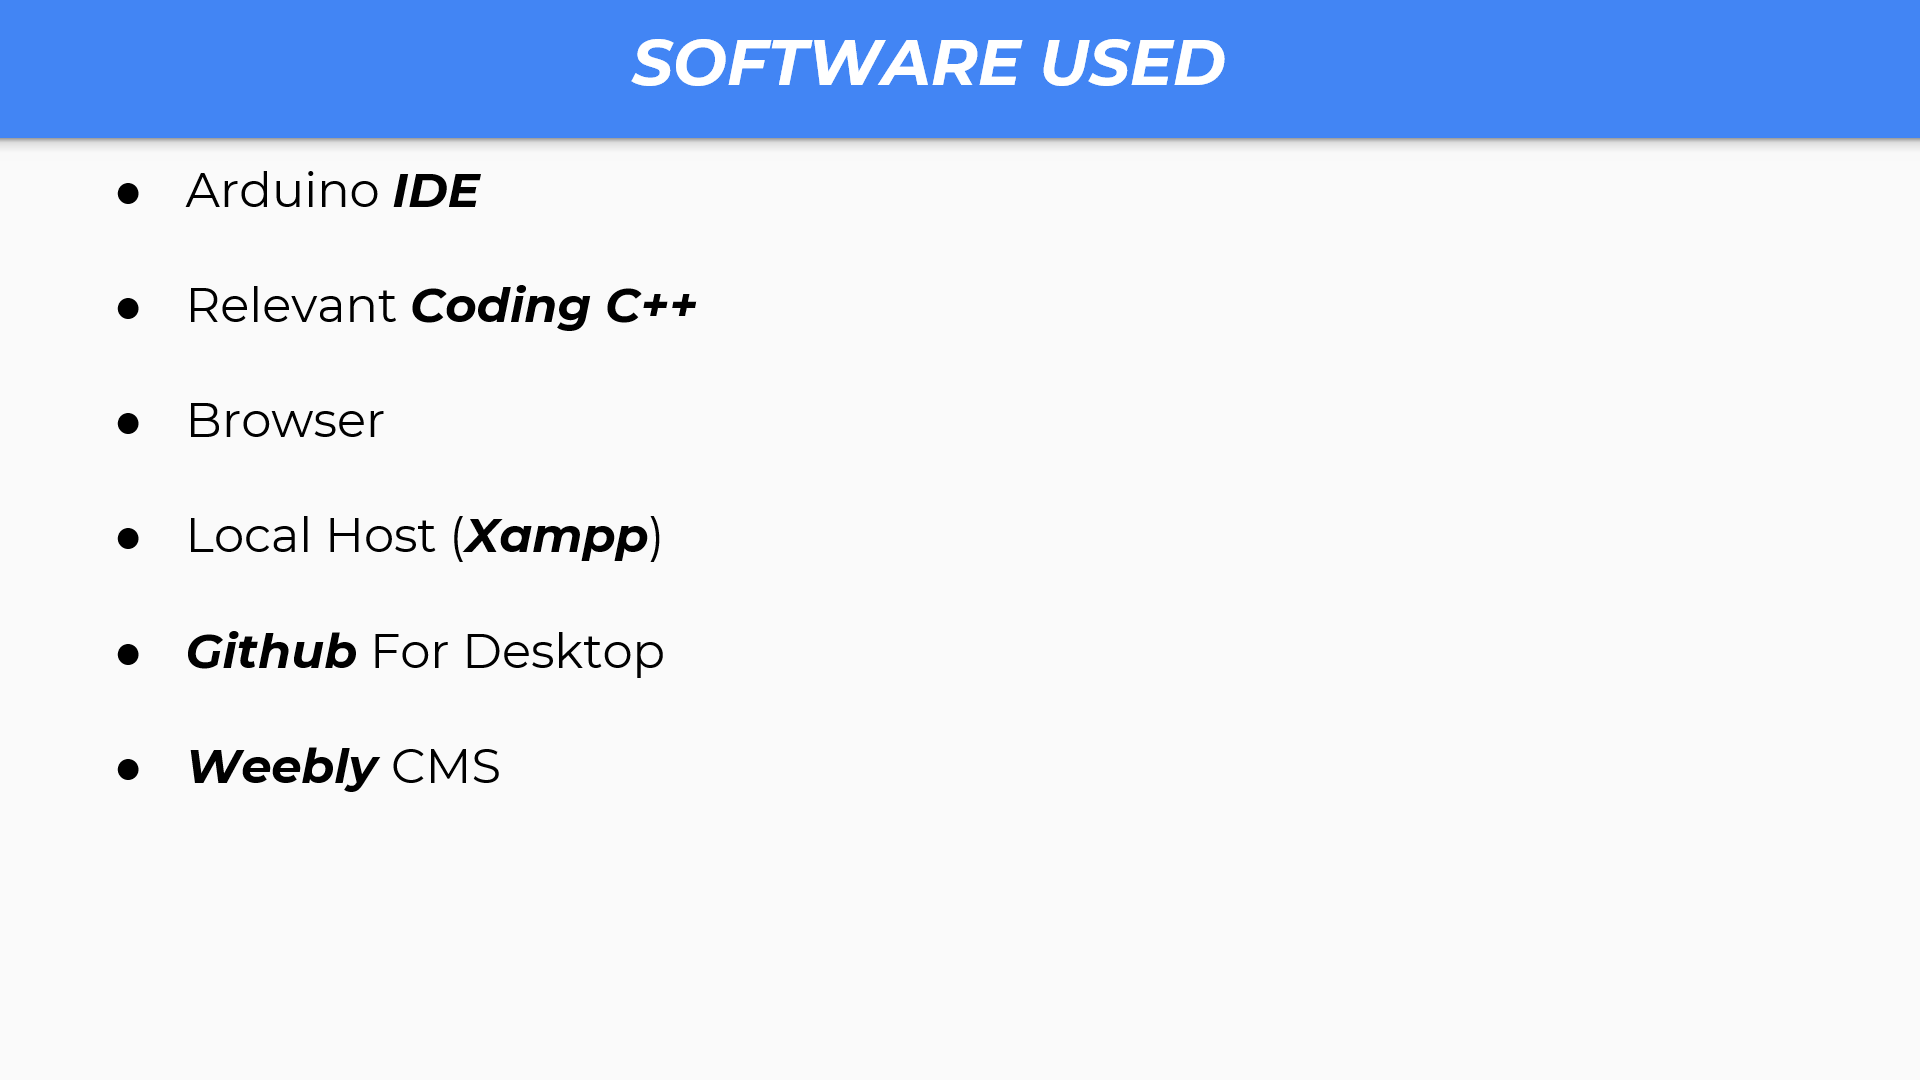 SOFTWARE USED
● Arduino IDE
● Relevant Coding C++
● Browser
● Local Host (Xampp)
● Github For Desktop
● Weebly CMS